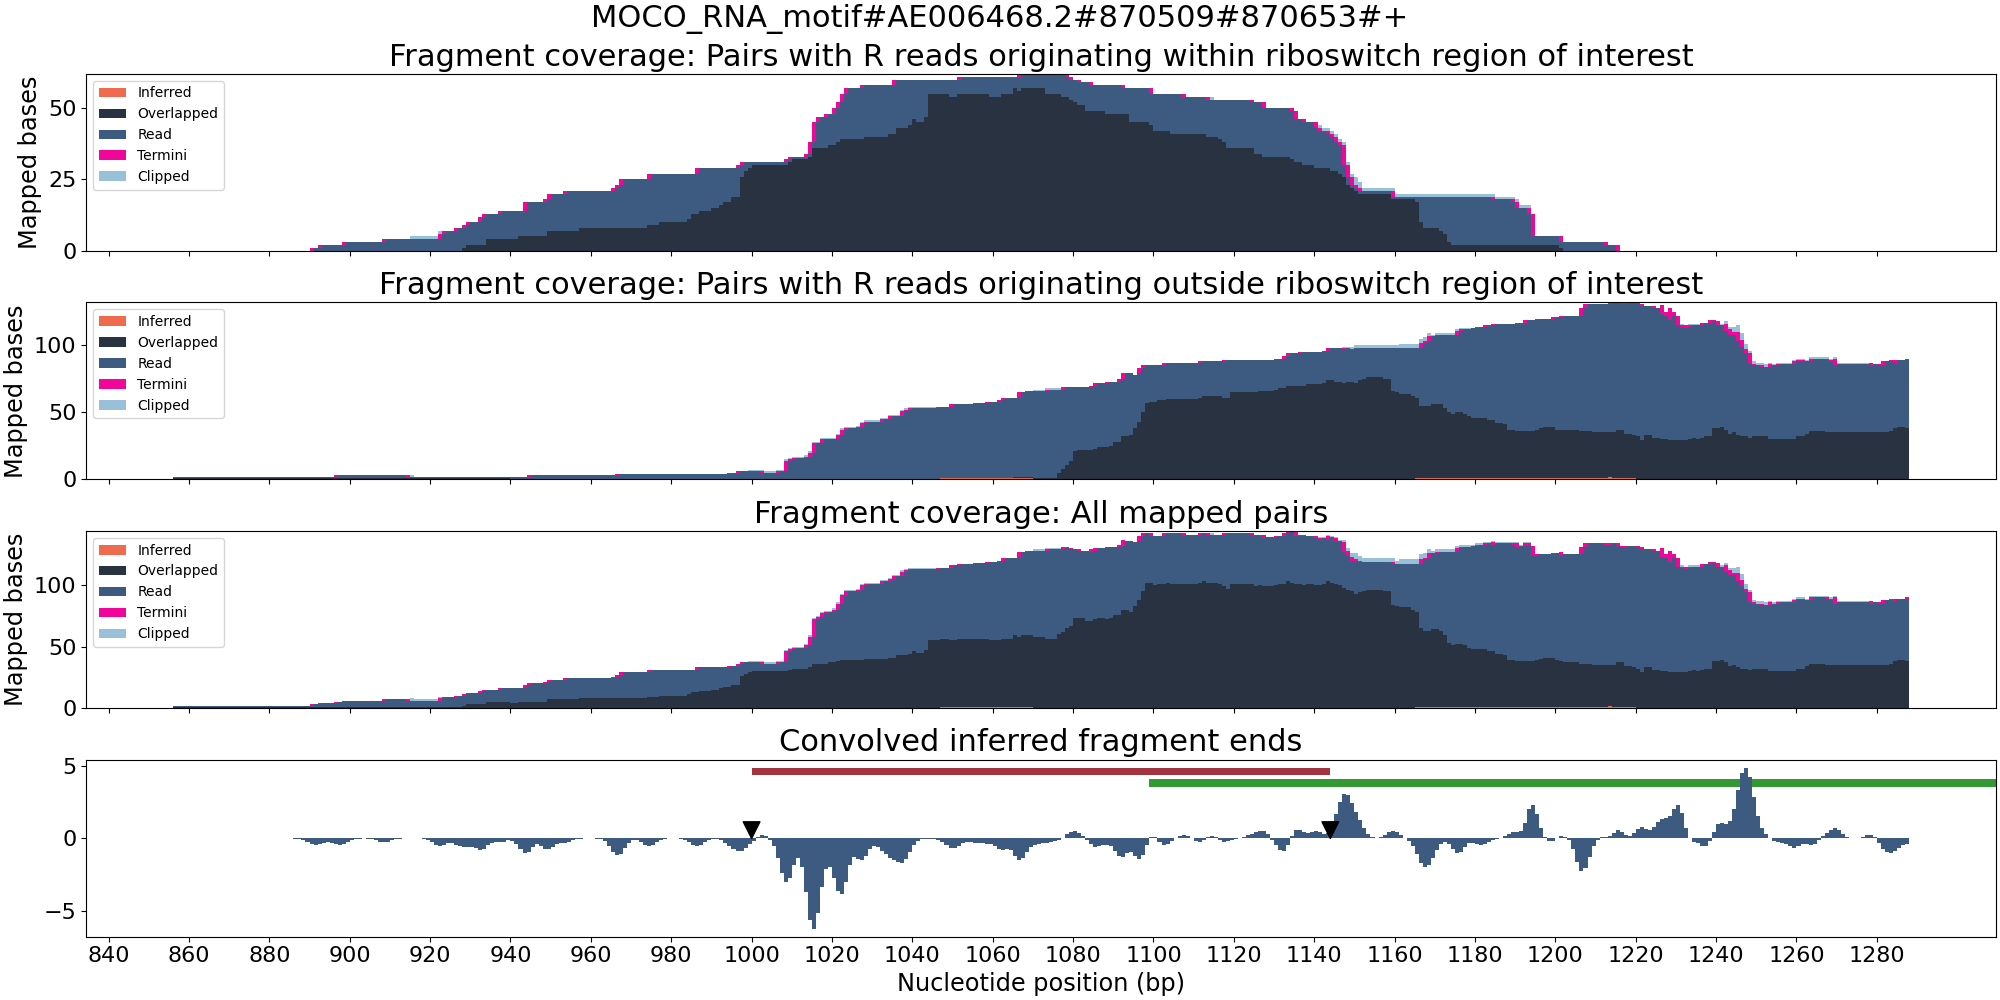 MOCO_RNA_motif#AE006468.2#870509#870653#+
Fragment coverage: Pairs with R reads originating within riboswitch region of interest
Mapped bases
50
25
0
Inferred
Overlapped
Read
Termini
Clipped
Fragment coverage: Pairs with R reads originating outside riboswitch region of interest
Mapped bases
100
50
0
Inferred
Overlapped
Read
Termini
Clipped
Fragment coverage: All mapped pairs
Mapped bases
100
50
0
Inferred
Overlapped
Read
Termini
Clipped
Convolved inferred fragment ends
5
0
−5
840 860 880 900 920 940 960 980 1000 1020 1040 1060 1080 1100 1120 1140 1160 1180 1200 1220 1240 1260 1280
Nucleotide position (bp)